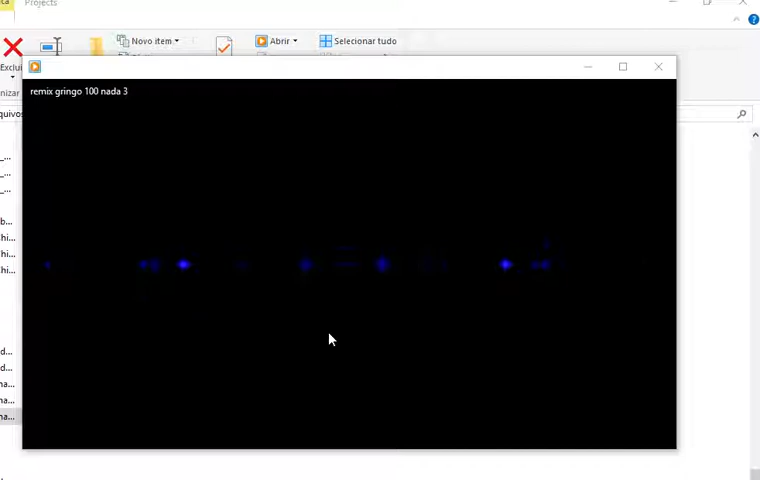 Projects
Novo item
Abrir
Selecionar tudo
Exclui
nizar
quivos
remix gringo 100 nada 3